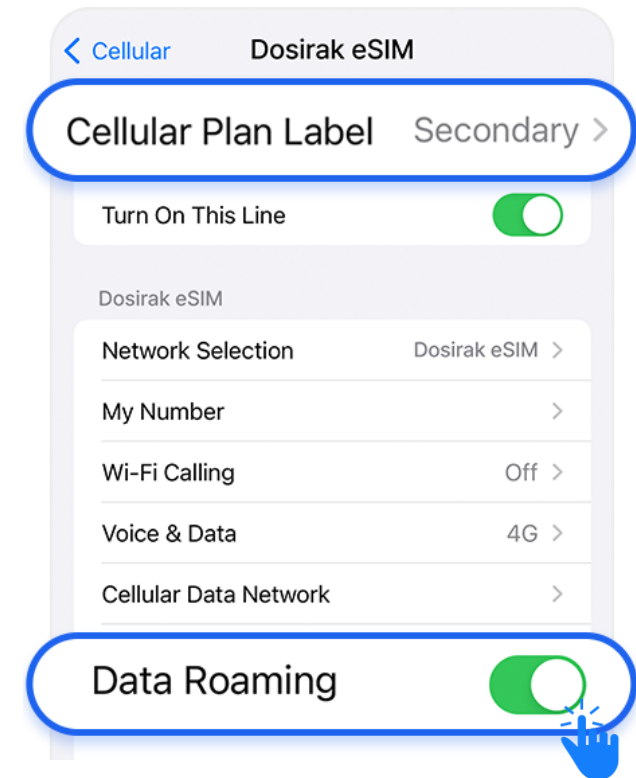 Cellular Dosirak eSIM
Cellular Plan Label Secondary
Turn On This Line
Dosirak eSIM
Network Selection Dosirak eSIM
My Number
Wi-Fi Calling Off
Voice & Data 4G
Cellular Data Network
Data Roaming